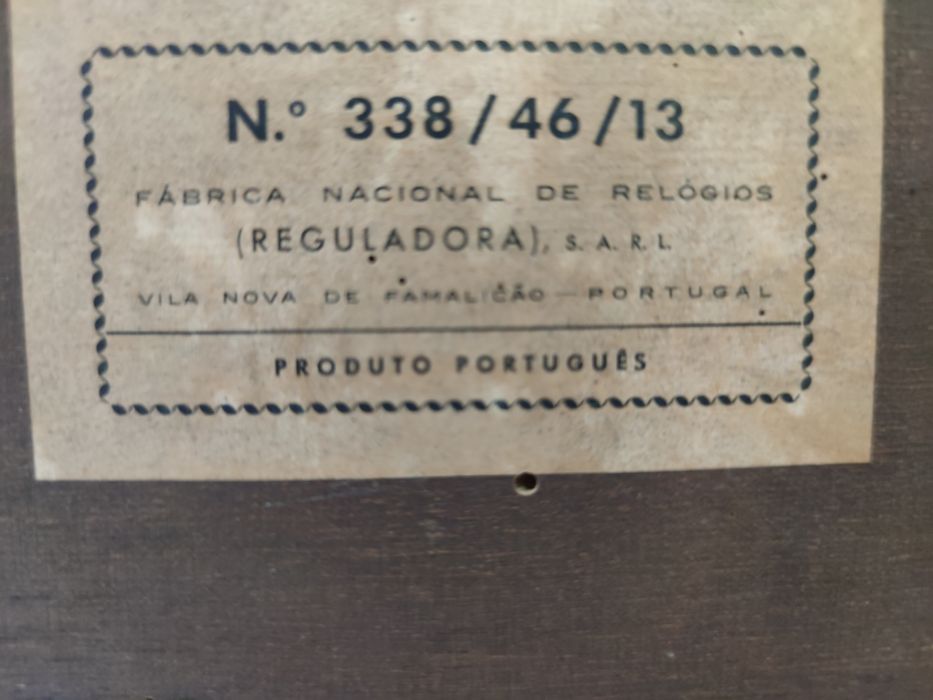 N.º 338/46/13
FÁBRICA NACIONAL DE RELÓGIOS
(REGULADORA), S. A. R. L.
VILA NOVA DE FAMALICÃO — PORTUGAL
PRODUTO PORTUGUÊS